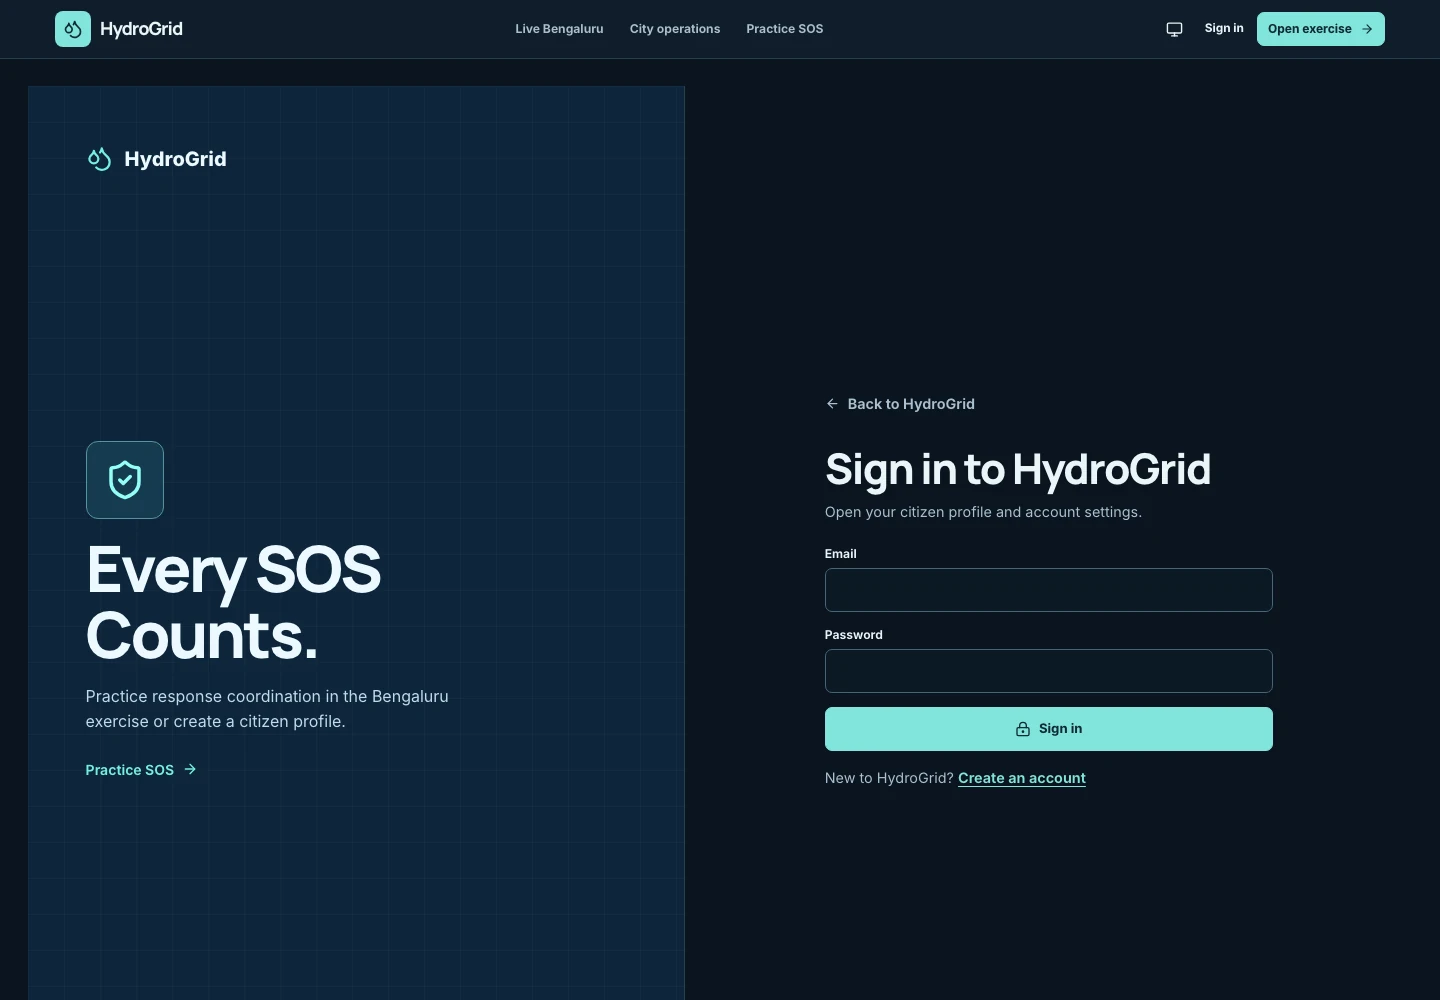 HydroGrid
Live Bengaluru
City operations
Practice SOS
Sign in
Open exercise
HydroGrid
Every SOS
Counts.
Practice response coordination in the Bengaluru
exercise or create a citizen profile.
Practice SOS
Back to HydroGrid
Sign in to HydroGrid
Open your citizen profile and account settings.
Email
Password
Sign in
New to HydroGrid? Create an account